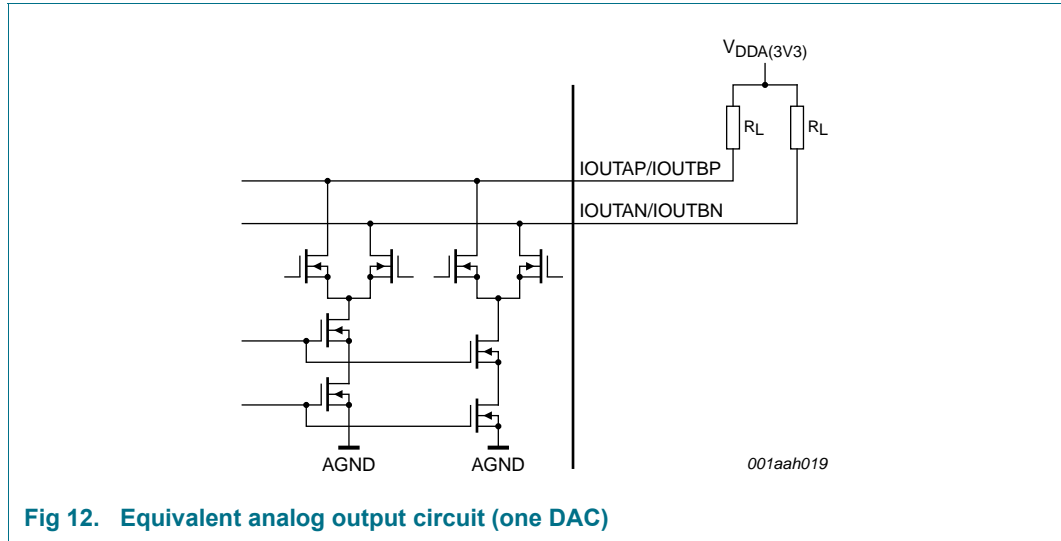 VDDA(3V3)
RL
RL
IOUTAP/IOUTBP
IOUTAN/IOUTBN
AGND
AGND
001aah019
Fig 12. Equivalent analog output circuit (one DAC)